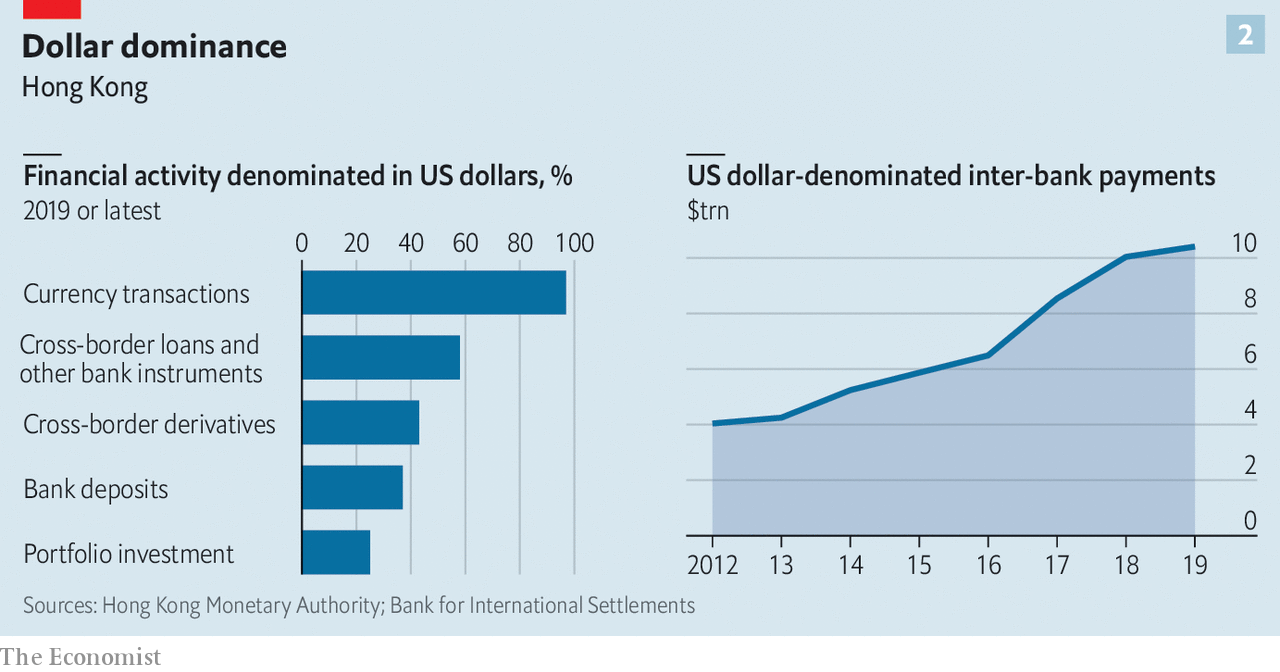 Dollar dominance
2
Hong Kong
Financial activity denominated in US dollars, %
2019 or latest
0 20 40 60 80 100
Currency transactions
Cross-border loans and
other bank instruments
Cross-border derivatives
Bank deposits
Portfolio investment
US dollar-denominated inter-bank payments
$trn
10
8
6
4
2
0
2012 13 14 15 16 17 18 19
Sources: Hong Kong Monetary Authority; Bank for International Settlements
The Economist